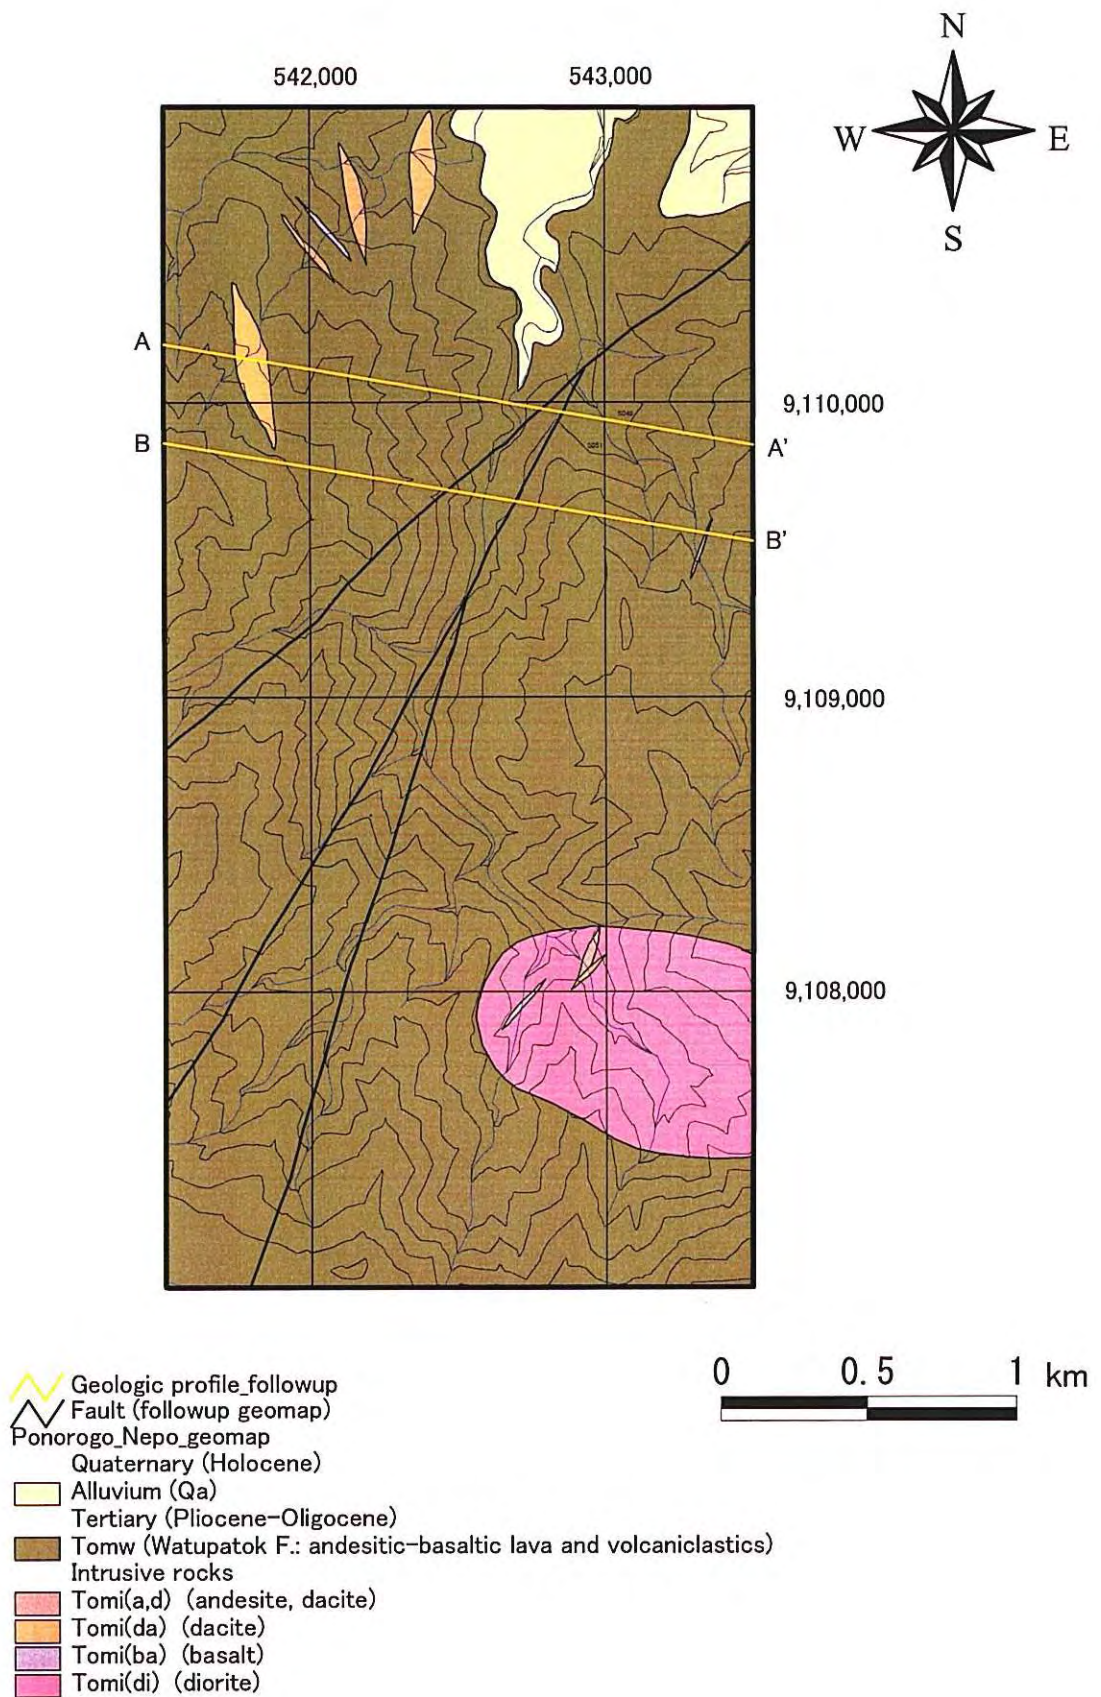 N
542,000 543,000
W E
S
A
9,110,000
B
A'
B'
9,109,000
9,108,000
0 0.5 1 km
Geologic profile_followup
Fault (followup geomap)
Ponorogo_Nepo_geomap
Quaternary (Holocene)
Alluvium (Qa)
Tertiary (Pliocene-Oligocene)
Tomw (Watupatok F.: andesitic-basaltic lava and volcaniclastics)
Intrusive rocks
Tomi(a,d) (andesite, dacite)
Tomi(da) (dacite)
Tomi(ba) (basalt)
Tomi(di) (diorite)